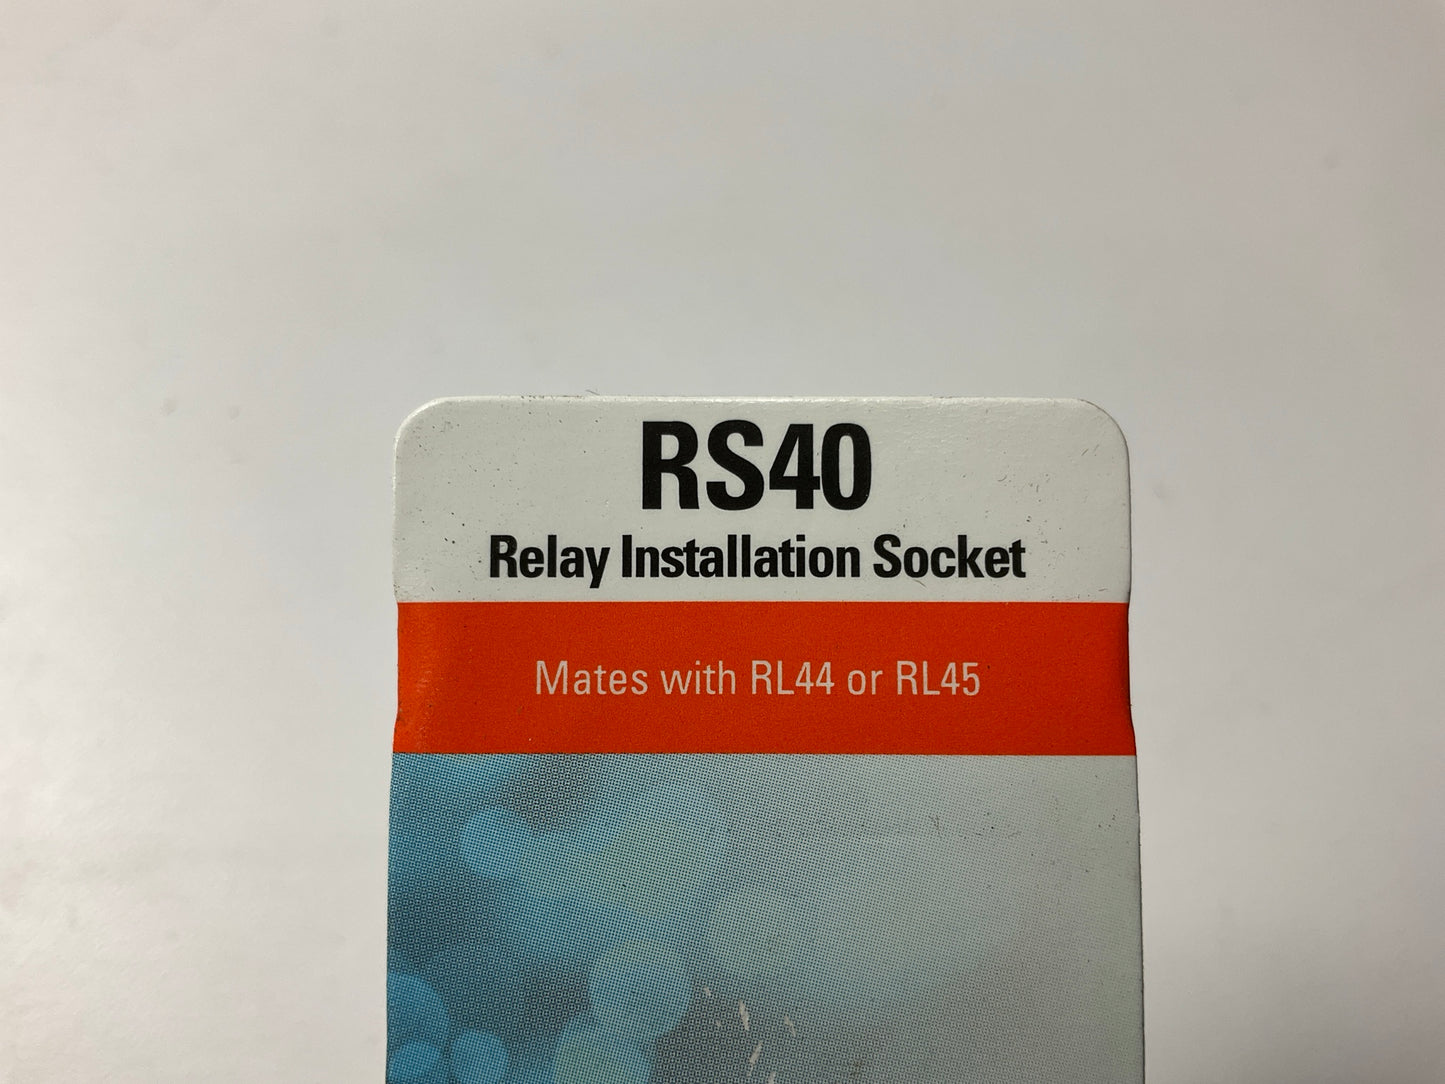 RS40
Relay Installation Socket
Mates with RL44 or RL45